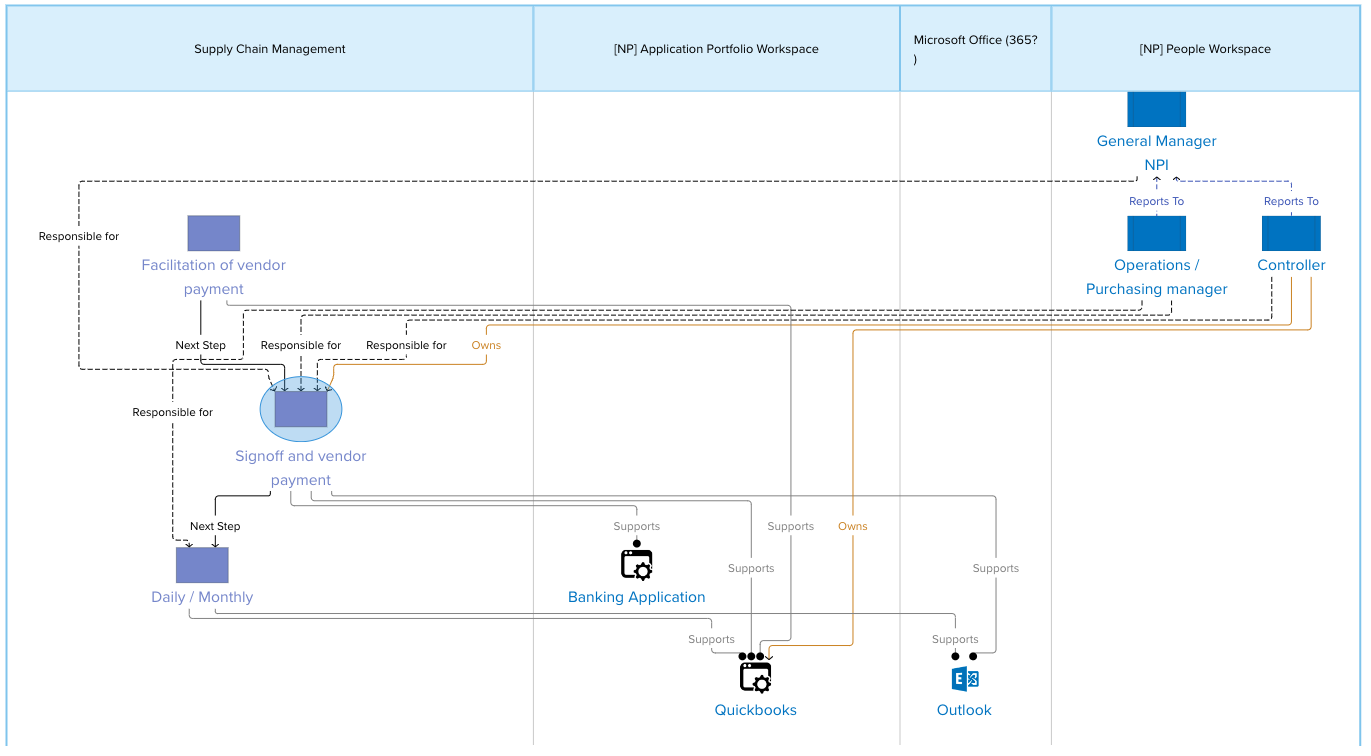 Supply Chain Management
[NP] Application Portfolio Workspace
Microsoft Office (365?
)
[NP] People Workspace
General Manager
NPI
Reports To
Reports To
Responsible for
Facilitation of vendor
payment
Operations /
Purchasing manager
Controller
Next Step
Responsible for
Responsible for
Owns
Responsible for
Signoff and vendor
payment
Next Step
Supports
Supports
Owns
Supports
Supports
Daily / Monthly
Banking Application
Supports
Supports
Quickbooks
E
Outlook